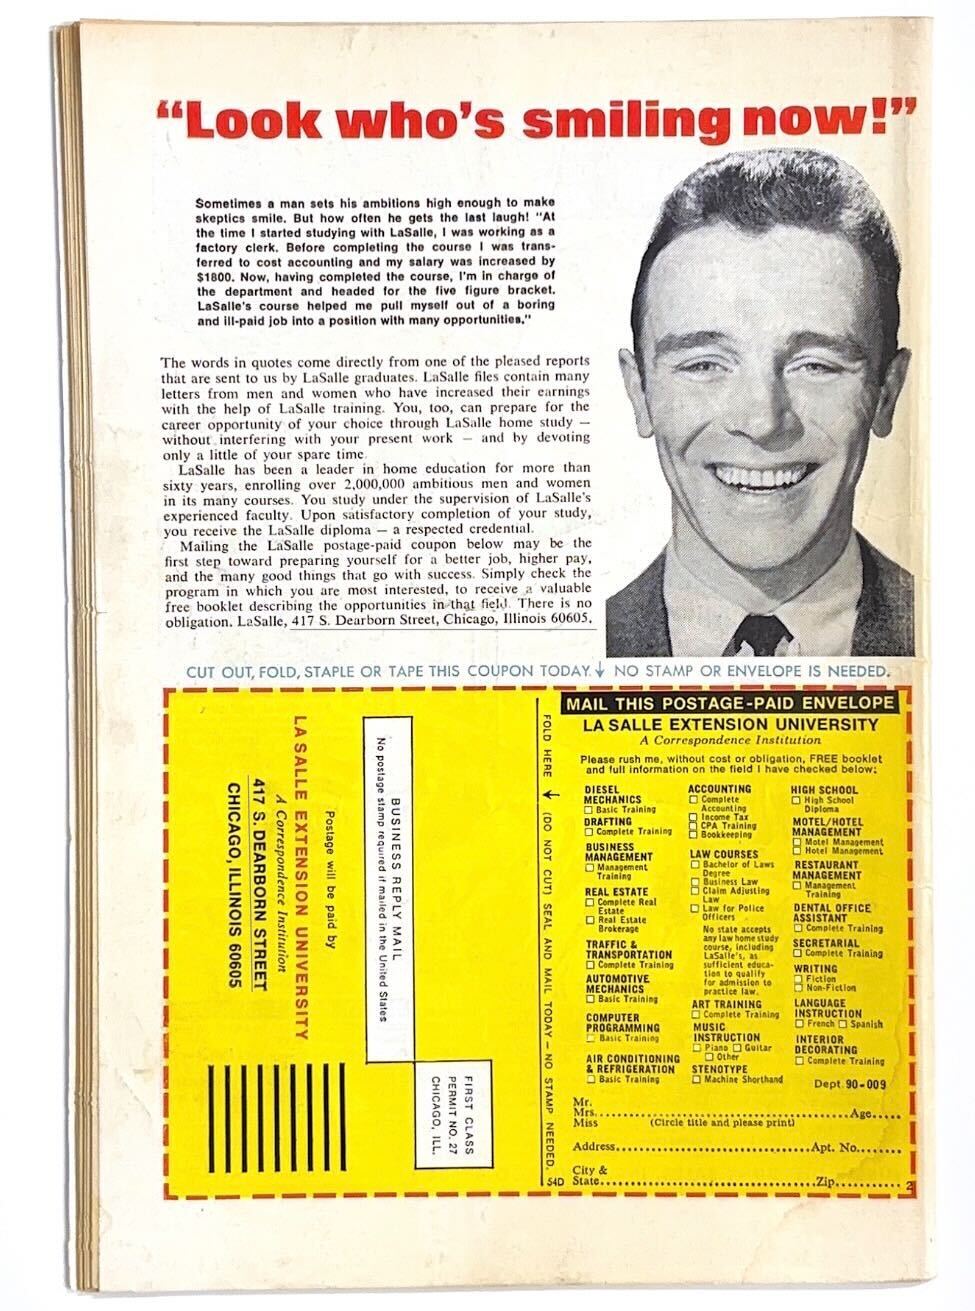 “Look who's smiling now!”
Sometimes a man sets his ambitions high enough to make
skeptics smile. But how often he gets the last laugh! "At
the time I started studying with LaSalle, I was working as a
factory clerk. Before completing the course I was trans-
ferred to cost accounting and my salary was increased by
$1800. Now, having completed the course, I'm in charge of
the department and headed for the five figure bracket.
LaSalle's course helped me pull myself out of a boring
and ill-paid job into a position with many opportunities."
The words in quotes come directly from one of the pleased reports
that are sent to us by LaSalle graduates. LaSalle files contain many
letters from men and women who have increased their earnings
with the help of LaSalle training. You, too, can prepare for the
career opportunity of your choice through LaSalle home study —
without interfering with your present work — and by devoting
only a little of your spare time.
LaSalle has been a leader in home education for more than
sixty years, enrolling over 2,000,000 ambitious men and women
in its many courses. You study under the supervision of LaSalle's
experienced faculty. Upon satisfactory completion of your study,
you receive the LaSalle diploma — a respected credential.
Mailing the LaSalle postage-paid coupon below may be the
first step toward preparing yourself for a better job, higher pay,
and the many good things that go with success. Simply check the
program in which you are most interested, to receive a valuable
free booklet describing the opportunities in that field. There is no
obligation. LaSalle, 417 S. Dearborn Street, Chicago, Illinois 60605.
CUT OUT, FOLD, STAPLE OR TAPE THIS COUPON TODAY ↓ NO STAMP OR ENVELOPE IS NEEDED.
FIRST CLASS
PERMIT NO. 27
CHICAGO, ILL.
BUSINESS REPLY MAIL
No postage stamp required if mailed in the United States
Postage will be paid by
LA SALLE EXTENSION UNIVERSITY
A Correspondence Institution
417 S. DEARBORN STREET
CHICAGO, ILLINOIS 60605
FOLD HERE → (DO NOT CUT) SEAL AND MAIL TODAY – NO STAMP NEEDED.
54D
MAIL THIS POSTAGE-PAID ENVELOPE
LA SALLE EXTENSION UNIVERSITY
A Correspondence Institution
Please rush me, without cost or obligation, FREE booklet
and full information on the field I have checked below:
DIESEL
MECHANICS
☐ Basic Training
DRAFTING
☐ Complete Training
BUSINESS
MANAGEMENT
☐ Management
Training
REAL ESTATE
☐ Complete Real
Estate
☐ Real Estate
Brokerage
TRAFFIC &
TRANSPORTATION
☐ Complete Training
AUTOMOTIVE
MECHANICS
☐ Basic Training
COMPUTER
PROGRAMMING
☐ Basic Training
AIR CONDITIONING
& REFRIGERATION
☐ Basic Training
ACCOUNTING
☐ Complete
Accounting
☐ Income Tax
☐ CPA Training
☐ Bookkeeping
LAW COURSES
☐ Bachelor of Laws
Degree
☐ Business Law
☐ Claim Adjusting
Law
☐ Law for Police
Officers
No state accepts
any law home study
course, including
LaSalle's, as
sufficient educa-
tion to qualify
for admission to
practice law.
ART TRAINING
☐ Complete Training
MUSIC
INSTRUCTION
☐ Piano ☐ Guitar
☐ Other
STENOTYPE
☐ Machine Shorthand
HIGH SCHOOL
☐ High School
Diploma
MOTEL/HOTEL
MANAGEMENT
☐ Motel Management
☐ Hotel Management
RESTAURANT
MANAGEMENT
☐ Management
Training
DENTAL OFFICE
ASSISTANT
☐ Complete Training
SECRETARIAL
☐ Complete Training
WRITING
☐ Fiction
☐ Non-Fiction
LANGUAGE
INSTRUCTION
☐ French ☐ Spanish
INTERIOR
DECORATING
☐ Complete Training
Dept. 90-009
Mr.
Mrs. Age
Miss (Circle title and please print)
Address Apt. No.
City &
State Zip
2